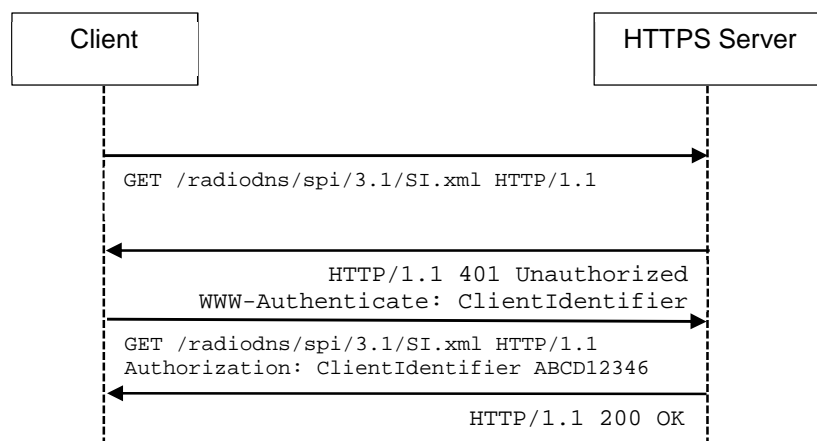 Client
HTTPS Server
GET /radiodns/spi/3.1/SI.xml HTTP/1.1
HTTP/1.1 401 Unauthorized
WWW-Authenticate: ClientIdentifier
GET /radiodns/spi/3.1/SI.xml HTTP/1.1
Authorization: ClientIdentifier ABCD12346
HTTP/1.1 200 OK